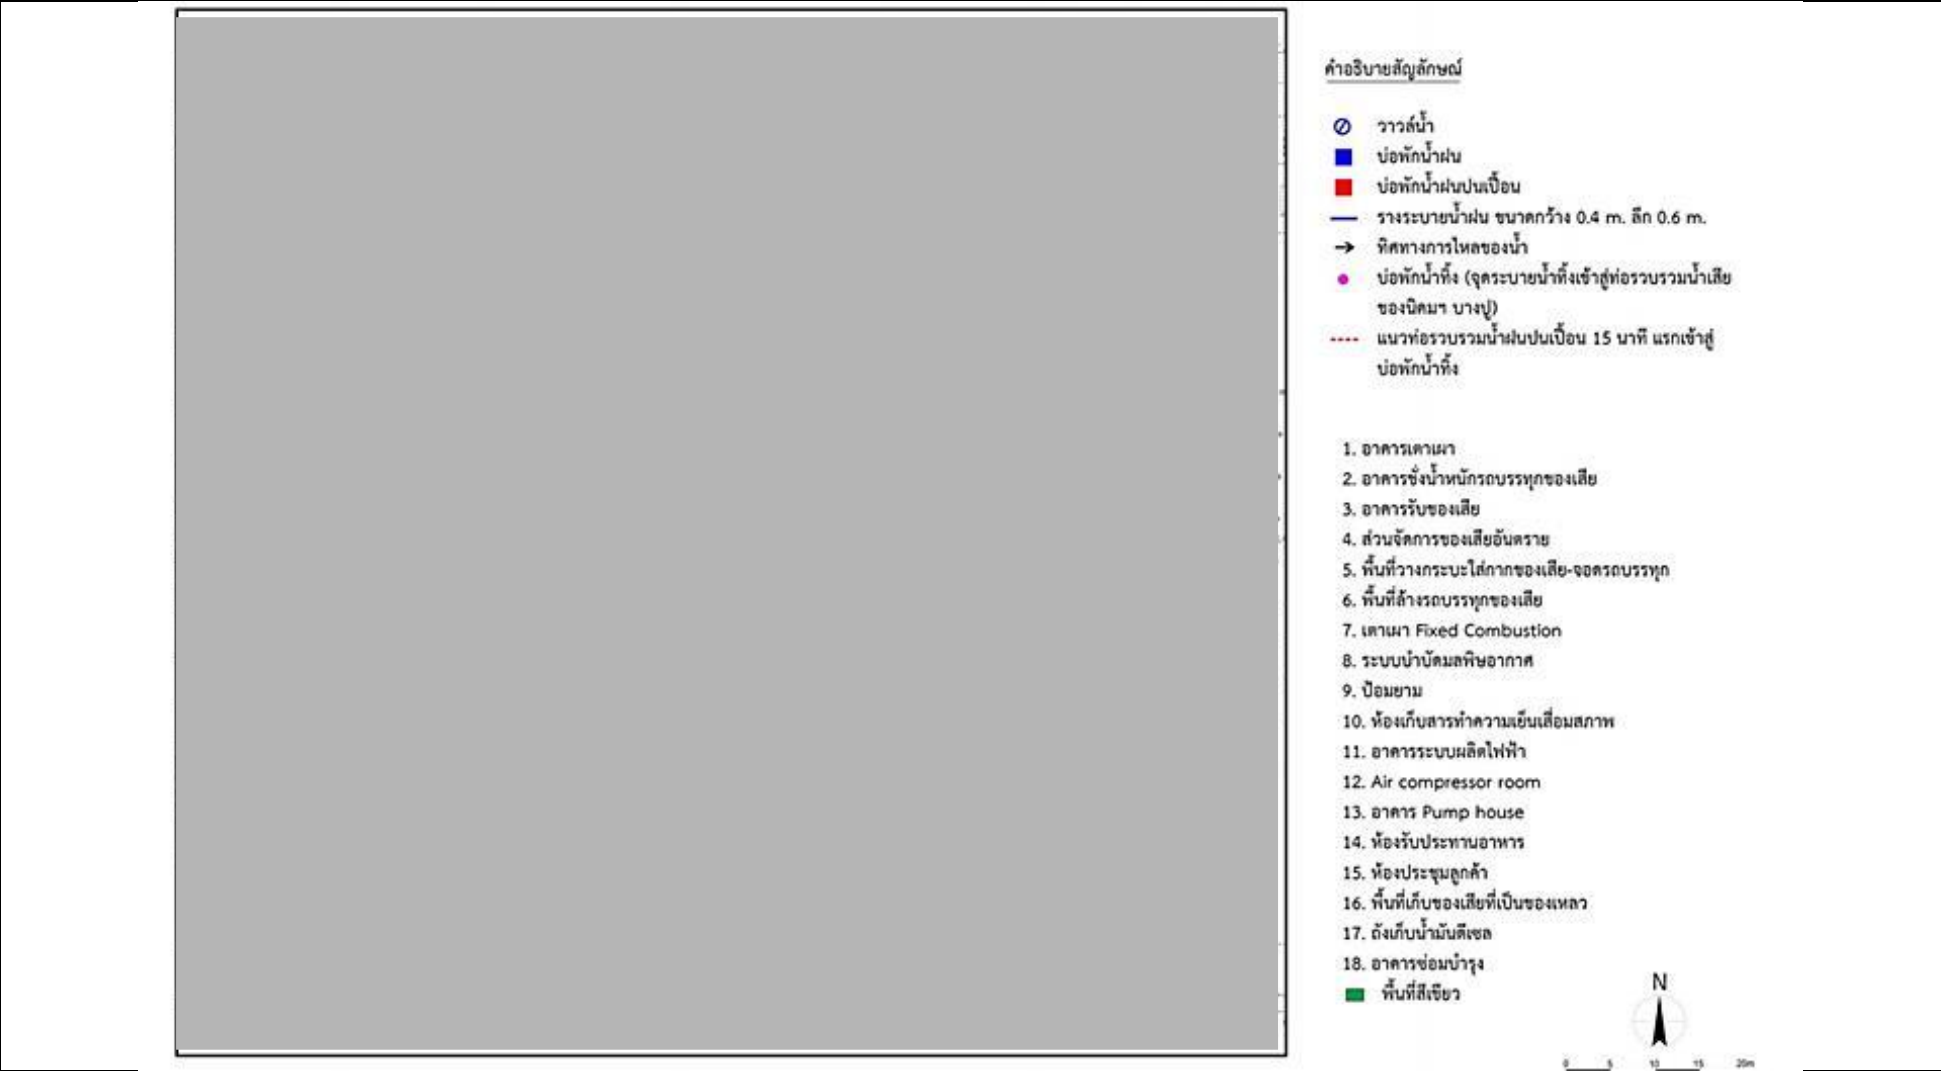 คำอธิบายสัญลักษณ์
วาวล์น้ำ
บ่อพักน้ำฝน
บ่อพักน้ำฝนปนเปื้อน
รางระบายน้ำฝน ขนาดกว้าง 0.4 m. ลึก 0.6 m.
ทิศทางการไหลของน้ำ
บ่อพักน้ำทิ้ง (จุดระบายน้ำทิ้งเข้าสู่ท่อรวบรวมน้ำเสีย
ของนิคมฯ บางปู)
แนวท่อรวบรวมน้ำฝนปนเปื้อน 15 นาที แรกเข้าสู่
บ่อพักน้ำทิ้ง
1. อาคารเตาเผา
2. อาคารชั่งน้ำหนักรถบรรทุกของเสีย
3. อาคารรับของเสีย
4. ส่วนจัดการของเสียอันตราย
5. พื้นที่วางกระบะใส่กากของเสีย-จอดรถบรรทุก
6. พื้นที่ล้างรถบรรทุกของเสีย
7. เตาเผา Fixed Combustion
8. ระบบบำบัดมลพิษอากาศ
9. ป้อมยาม
10. ห้องเก็บสารทำความเย็นเสื่อมสภาพ
11. อาคารระบบผลิตไฟฟ้า
12. Air compressor room
13. อาคาร Pump house
14. ห้องรับประทานอาหาร
15. ห้องประชุมลูกค้า
16. พื้นที่เก็บของเสียที่เป็นของเหลว
17. ถังเก็บน้ำมันดีเซล
18. อาคารซ่อมบำรุง
พื้นที่สีเขียว
N
0 5 10 15 20m